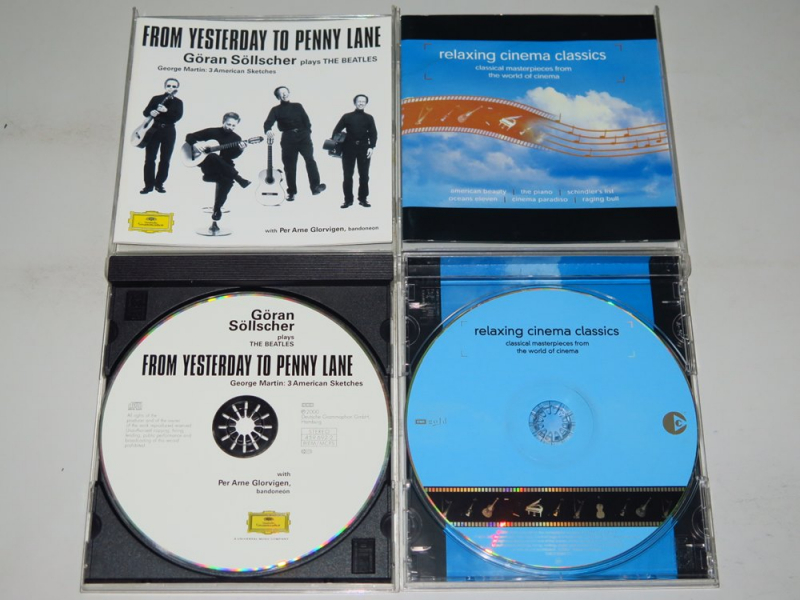 FROM YESTERDAY TO PENNY LANE
Göran Söllscher plays THE BEATLES
George Martin: 3 American Sketches
with Per Arne Glorvigen, bandoneon
relaxing cinema classics
classical masterpieces from
the world of cinema
american beauty | the piano | schindler's list
oceans eleven | cinema paradiso | raging bull
Göran
Söllscher
plays
THE BEATLES
FROM YESTERDAY TO PENNY LANE
George Martin: 3 American Sketches
with
Per Arne Glorvigen,
bandoneon
relaxing cinema classics
classical masterpieces from
the world of cinema